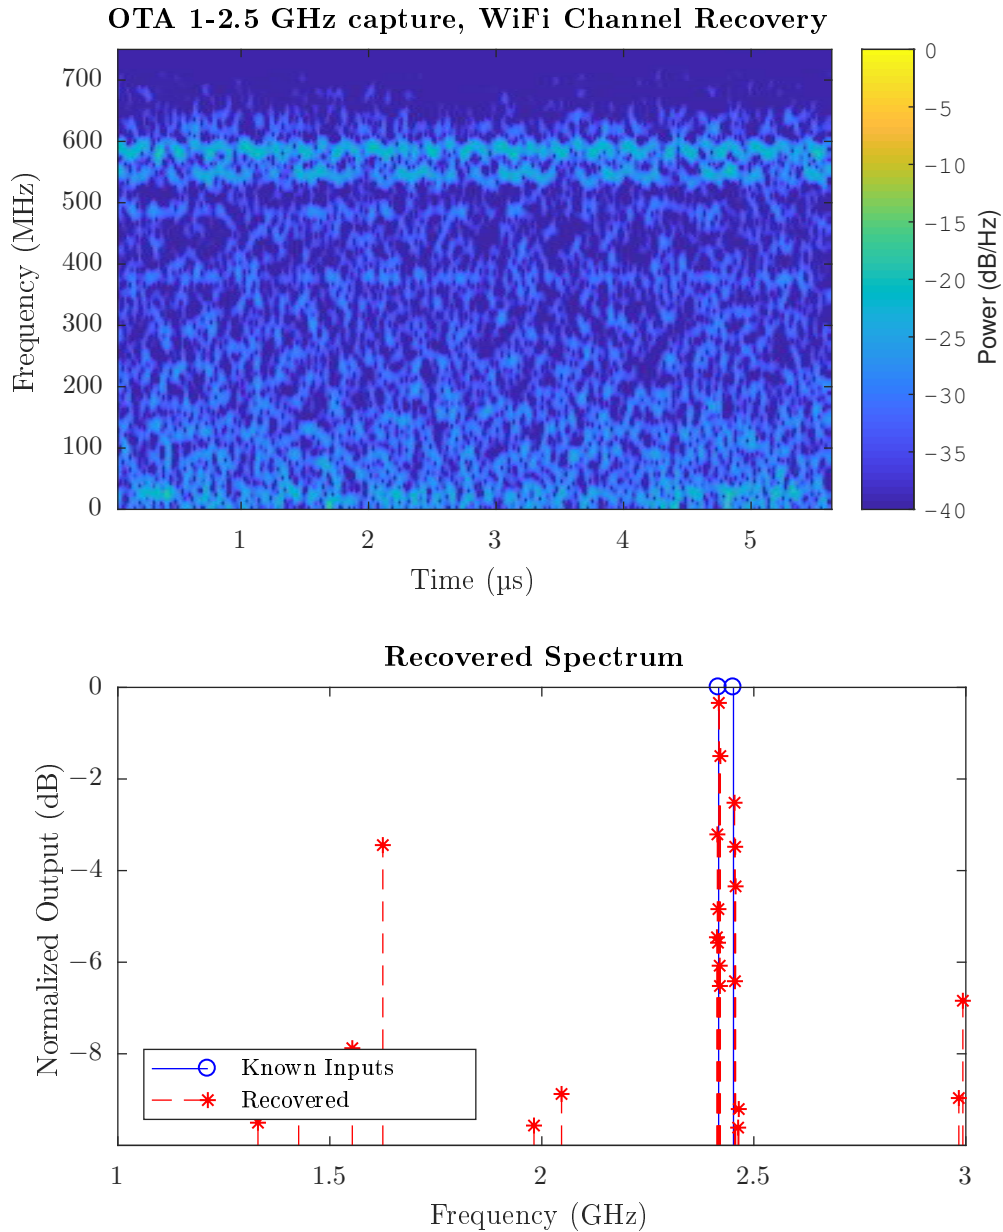 OTA 1-2.5 GHz capture, WiFi Channel Recovery
700
600
500
400
300
200
100
0
Frequency (MHz)
1 2 3 4 5
Time (µs)
0
−5
−10
−15
−20
−25
−30
−35
−40
Power (dB/Hz)
Recovered Spectrum
0
−2
−4
−6
−8
Normalized Output (dB)
Known Inputs
Recovered
1 1.5 2 2.5 3
Frequency (GHz)